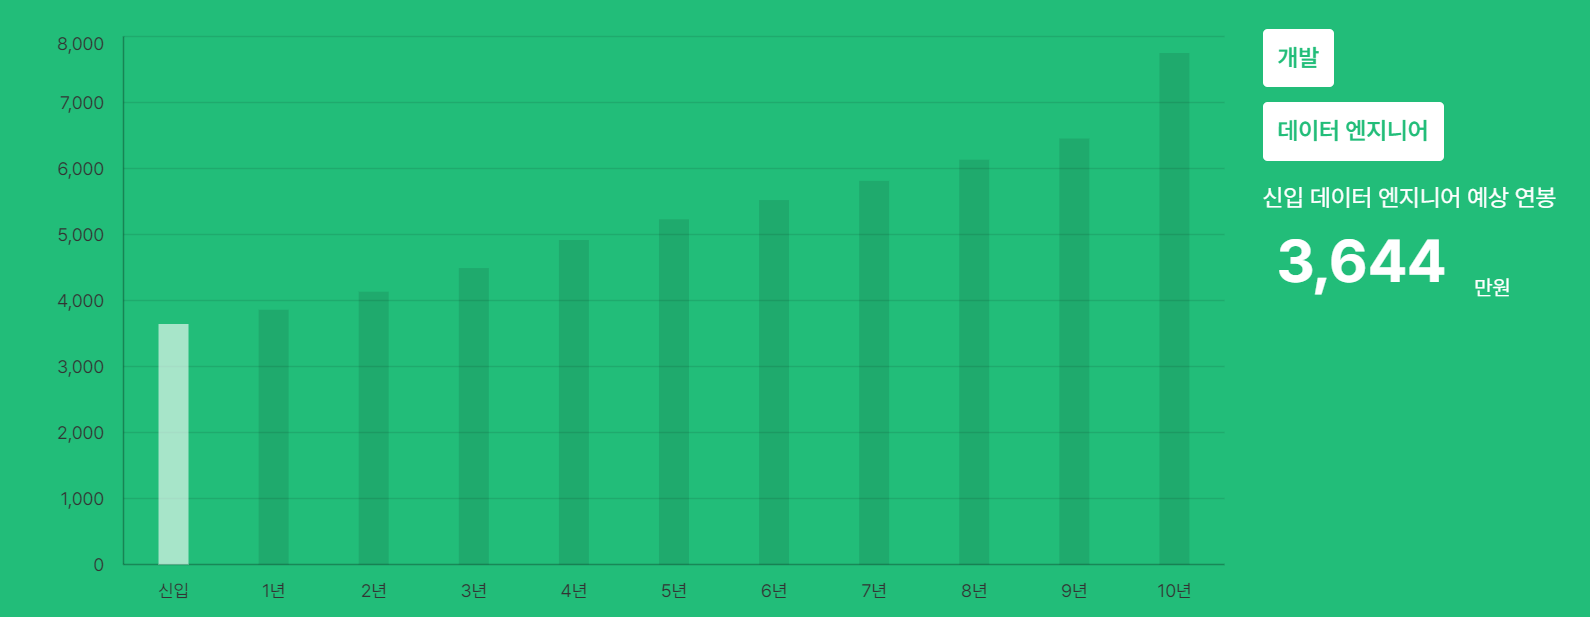 8,000
7,000
6,000
5,000
4,000
3,000
2,000
1,000
0
신입 1년 2년 3년 4년 5년 6년 7년 8년 9년 10년
개발
데이터 엔지니어
신입 데이터 엔지니어 예상 연봉
3,644 만원